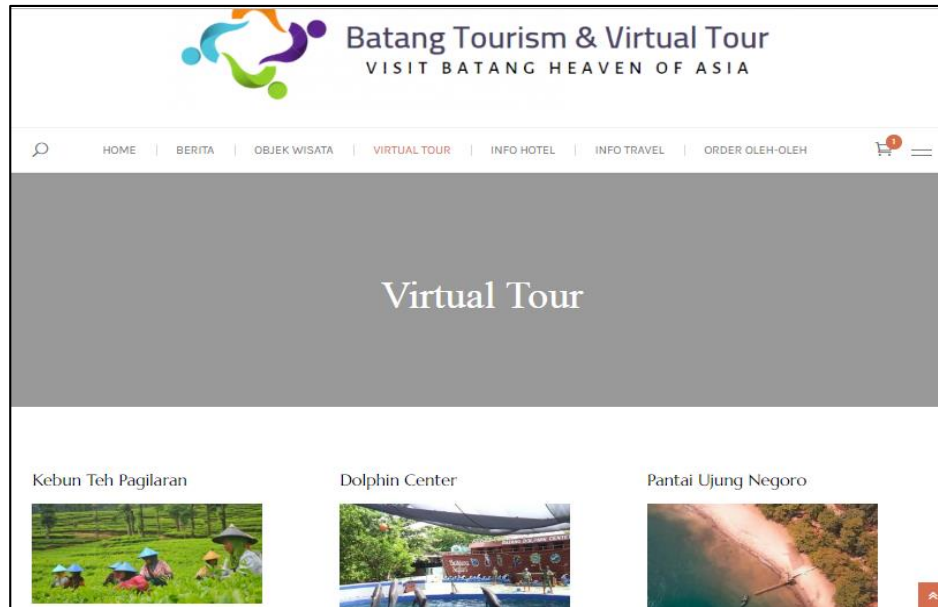 Batang Tourism & Virtual Tour
VISIT BATANG HEAVEN OF ASIA
HOME | BERITA | OBJEK WISATA | VIRTUAL TOUR | INFO HOTEL | INFO TRAVEL | ORDER OLEH-OLEH
1
Virtual Tour
Kebun Teh Pagilaran
Dolphin Center
Pantai Ujung Negoro